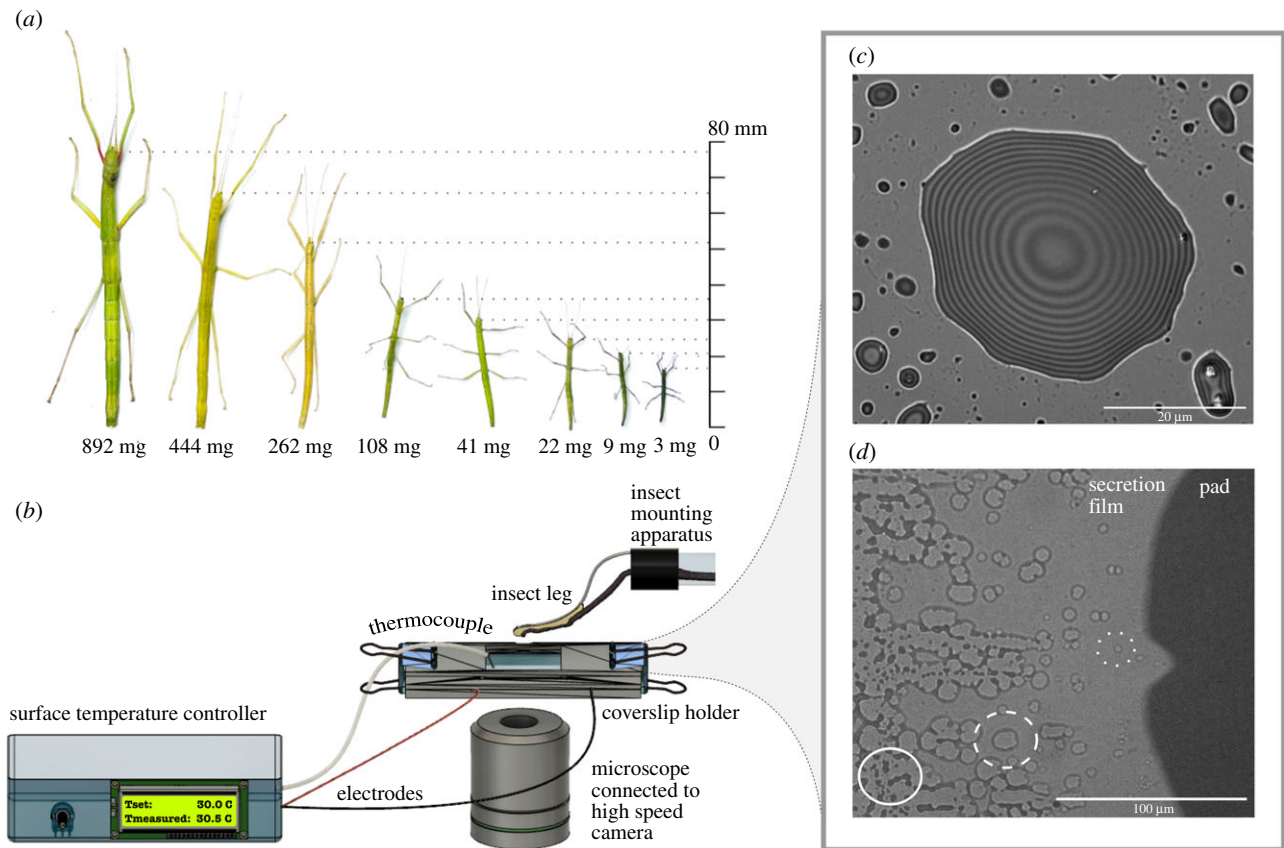 (a)
80 mm
892 mg 444 mg 262 mg 108 mg 41 mg 22 mg 9 mg 3 mg 0
(b)
insect
mounting
apparatus
insect leg
thermocouple
surface temperature controller
coverslip holder
electrodes
microscope
connected to
high speed
camera
Tset: 30.0 C
Tmeasured: 30.5 C
(c)
20 µm
(d)
secretion
film
pad
100 µm